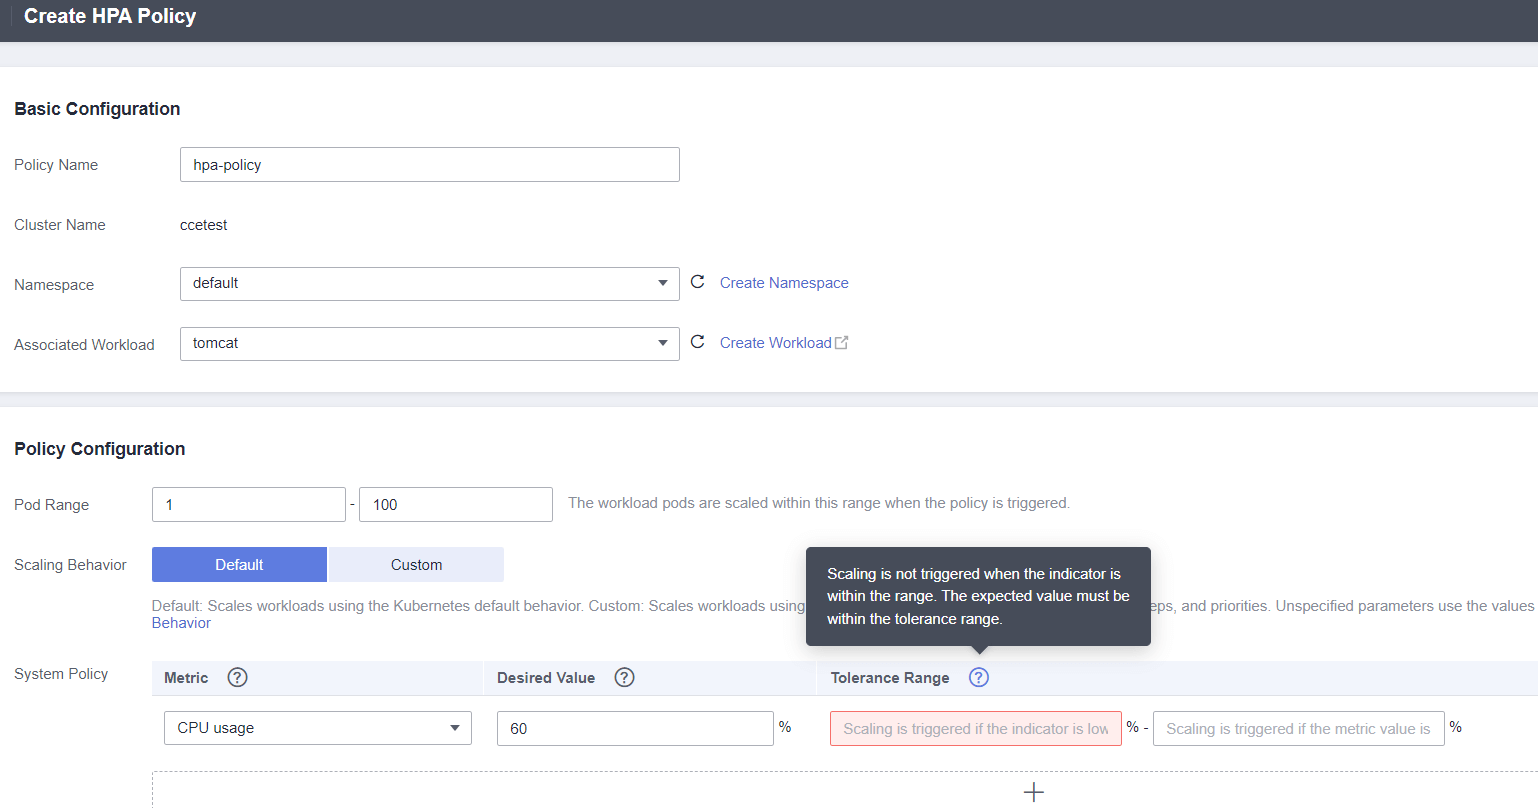 Create HPA Policy
Basic Configuration
Policy Name
hpa-policy
Cluster Name
ccetest
Namespace
default
Create Namespace
Associated Workload
tomcat
Create Workload
Policy Configuration
Pod Range
1
-
100
The workload pods are scaled within this range when the policy is triggered.
Scaling Behavior
Default
Custom
Scaling is not triggered when the indicator is
within the range. The expected value must be
within the tolerance range.
Default: Scales workloads using the Kubernetes default behavior. Custom: Scales workloads using
eps, and priorities. Unspecified parameters use the values
Behavior
System Policy
Metric ?
Desired Value ?
Tolerance Range ?
CPU usage
60
%
Scaling is triggered if the indicator is low
% -
Scaling is triggered if the metric value is
%